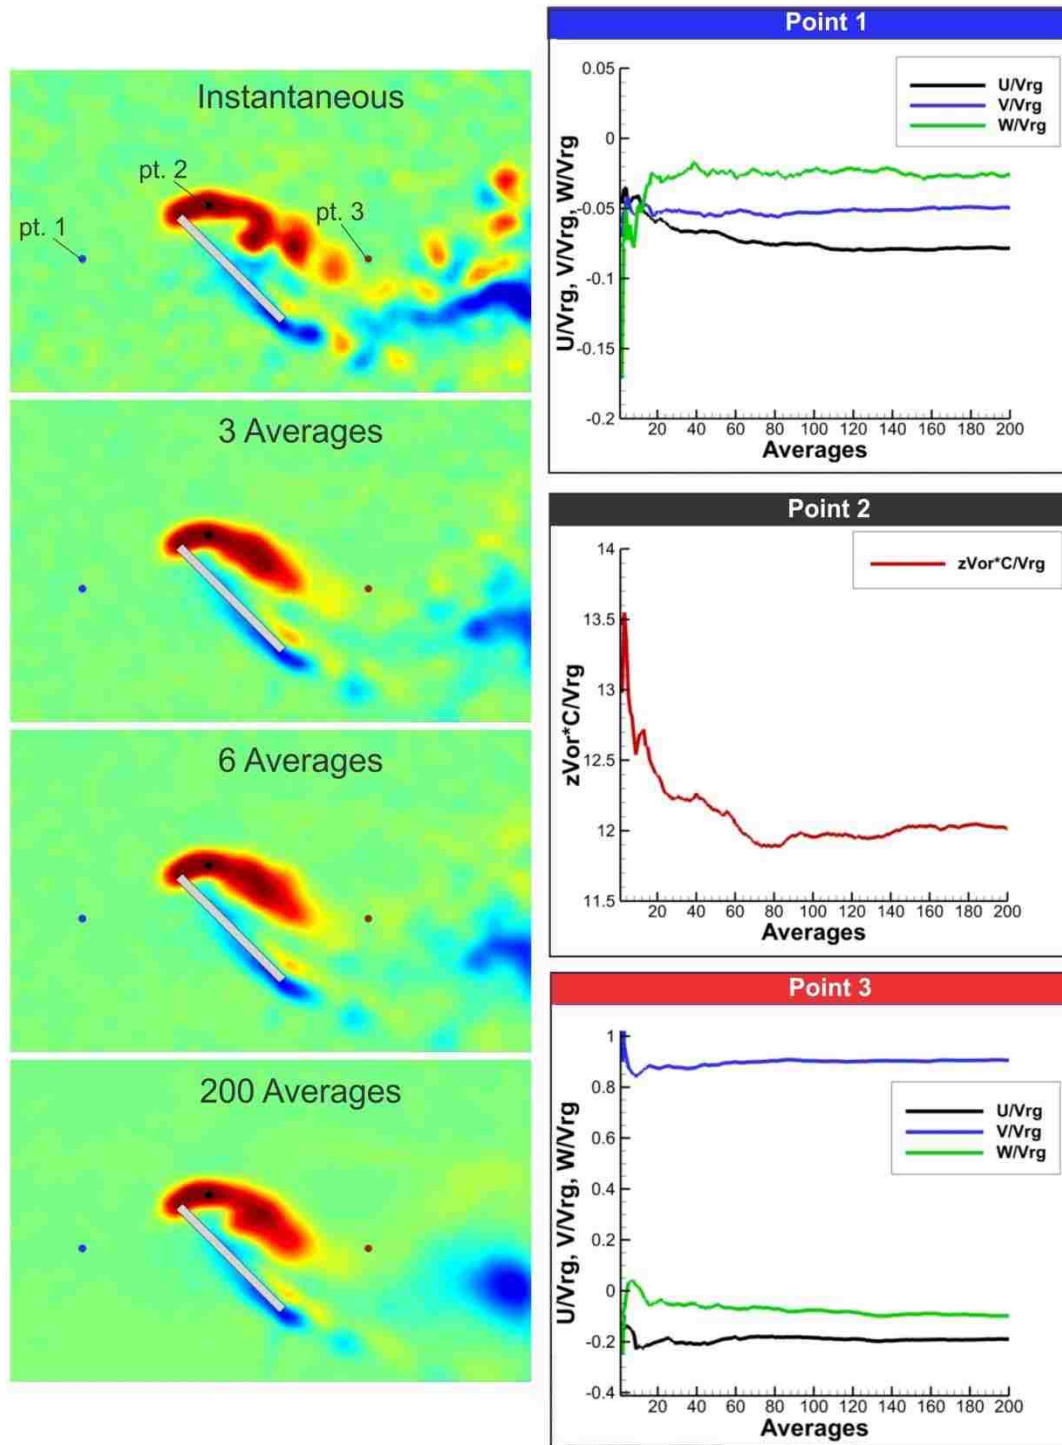 Instantaneous
pt. 2
pt. 1
pt. 3
3 Averages
6 Averages
200 Averages
Point 1
U/Vrg, V/Vrg, W/Vrg
0.05
0
-0.05
-0.1
-0.15
-0.2
U/Vrg
V/Vrg
W/Vrg
20 40 60 80 100 120 140 160 180 200
Averages
Point 2
zVor*C/Vrg
14
13.5
13
12.5
12
11.5
zVor*C/Vrg
20 40 60 80 100 120 140 160 180 200
Averages
Point 3
U/Vrg, V/Vrg, W/Vrg
1
0.8
0.6
0.4
0.2
0
-0.2
-0.4
U/Vrg
V/Vrg
W/Vrg
20 40 60 80 100 120 140 160 180 200
Averages